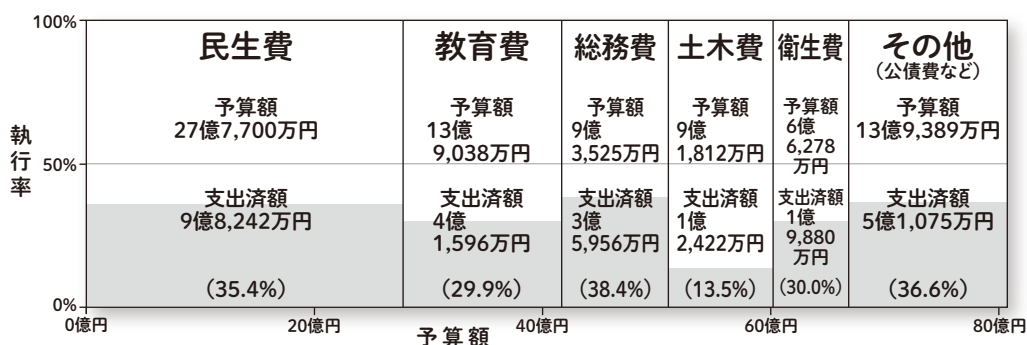 100%
50%
0%
執行率
民生費
予算額
27億7,700万円
支出済額
9億8,242万円
（35.4%）
教育費
予算額
13億
9,038万円
支出済額
4億
1,596万円
（29.9%）
総務費
予算額
9億
3,525万円
支出済額
3億
5,956万円
（38.4%）
土木費
予算額
9億
1,812万円
支出済額
1億
2,422万円
（13.5%）
衛生費
予算額
6億
6,278
万円
支出済額
1億
9,880
万円
（30.0%）
その他
（公債費など）
予算額
13億9,389万円
支出済額
5億1,075万円
（36.6%）
0億円
20億円
40億円
60億円
80億円
予算額